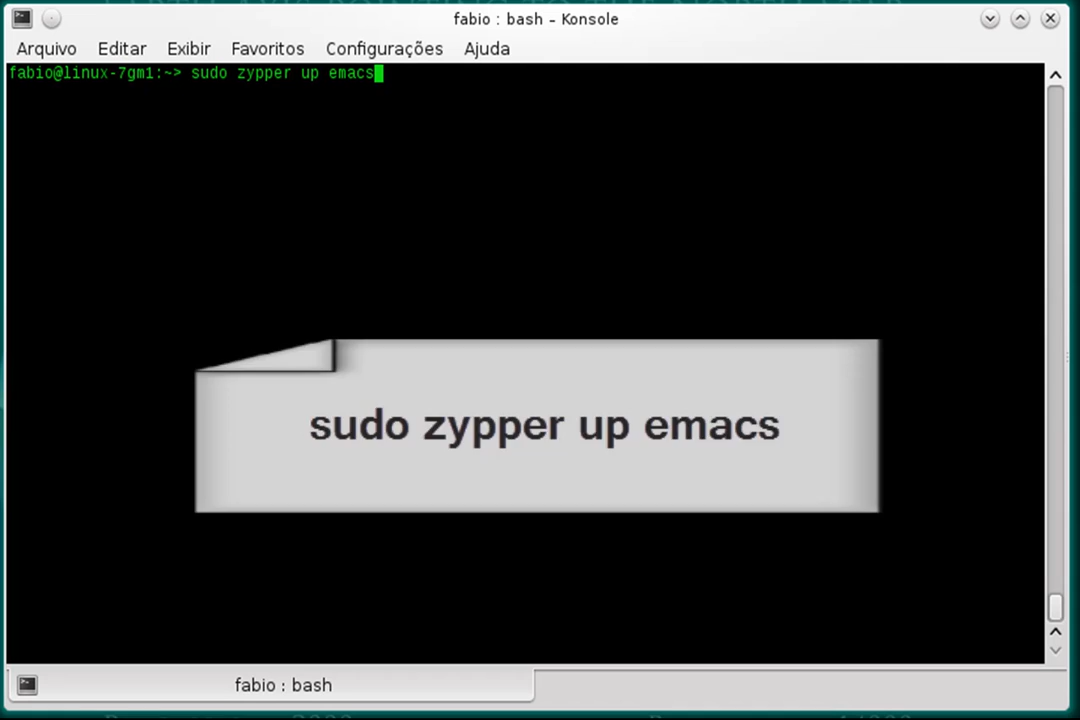 fabio : bash – Konsole
Arquivo Editar Exibir Favoritos Configurações Ajuda
fabio@linux-7gm1:~> sudo zypper up emacs
sudo zypper up emacs
fabio : bash